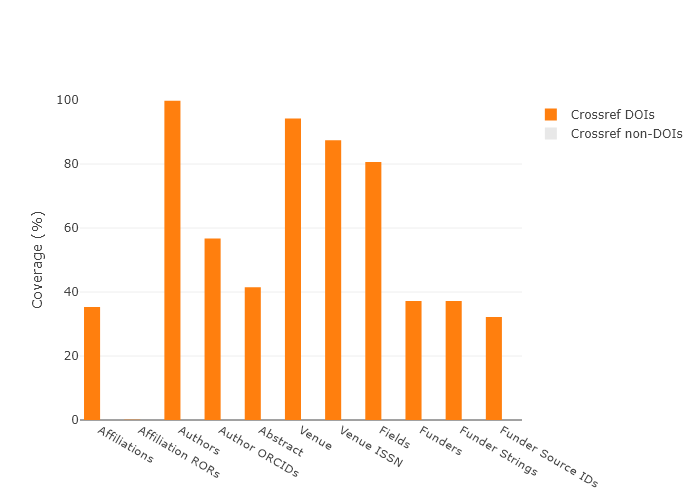 Coverage (%)
100
80
60
40
20
0
Affiliations
Affiliation RORs
Authors
Author ORCIDs
Abstract
Venue
Venue ISSN
Fields
Funders
Funder Strings
Funder Source IDs
Crossref DOIs
Crossref non-DOIs